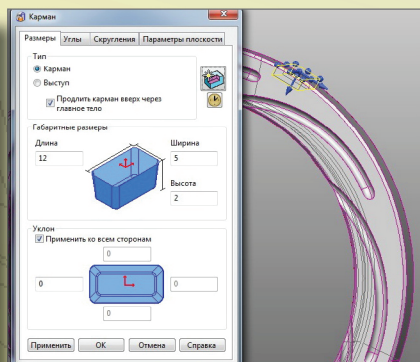 Карман
Размеры Углы Скругления Параметры плоскости
Тип
Карман
Выступ
Продлить карман вверх через
главное тело
Габаритные размеры
Длина Ширина
12 5
Высота
2
Уклон
Применить ко всем сторонам
0
0 0
0
Применить OK Отмена Справка